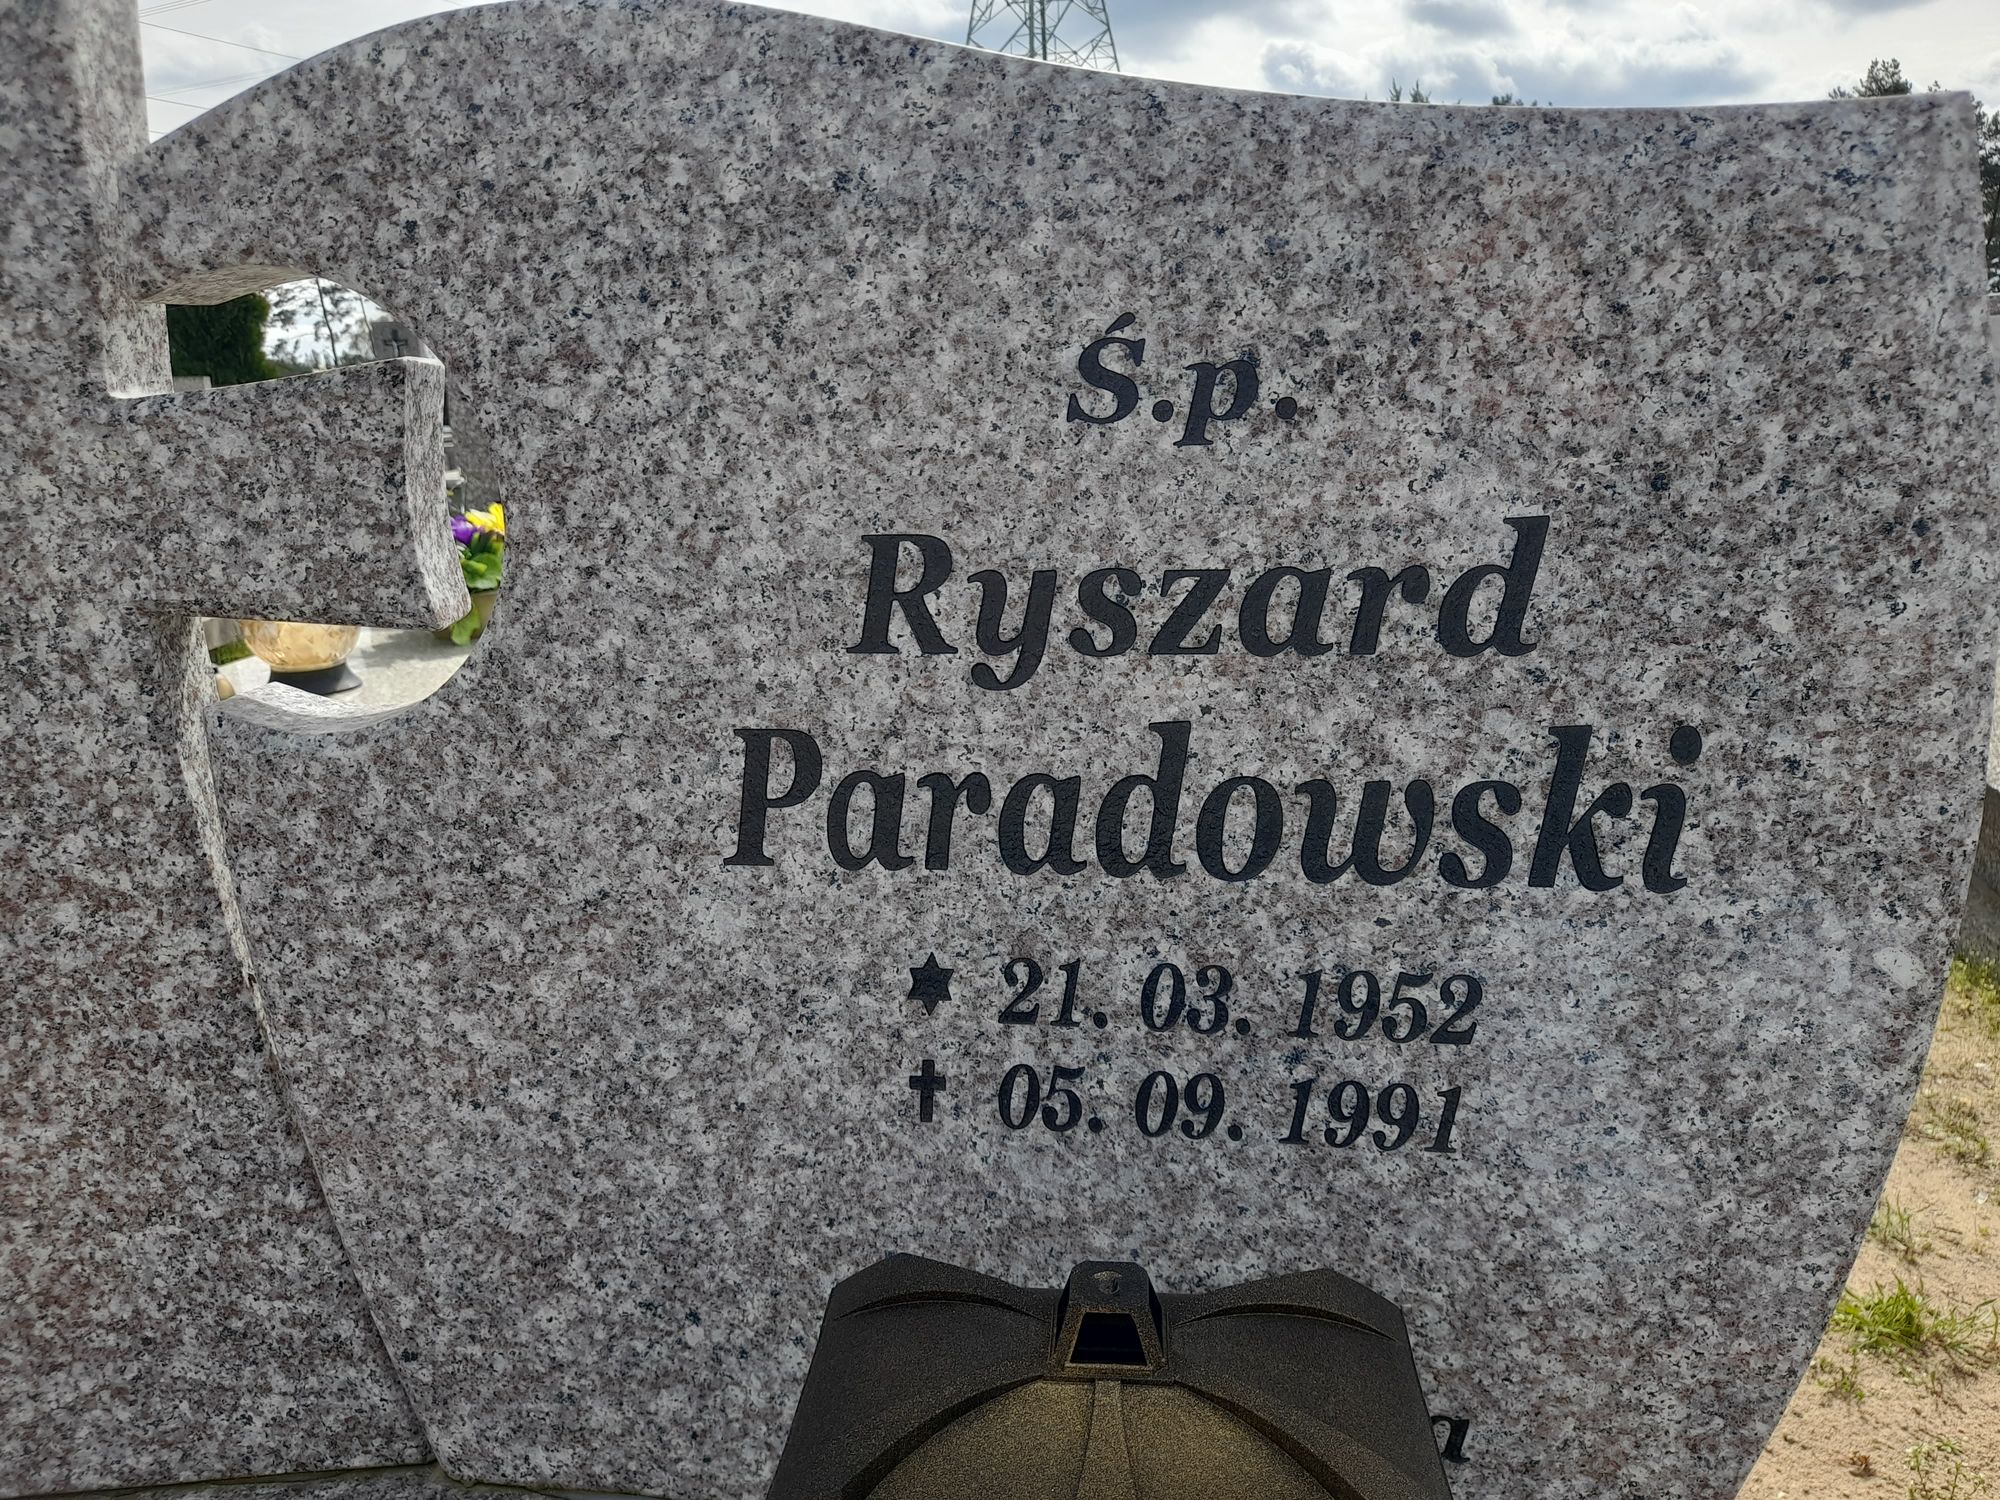 Ś.p.
Ryszard
Paradowski
✶ 21. 03. 1952
✝ 05. 09. 1991